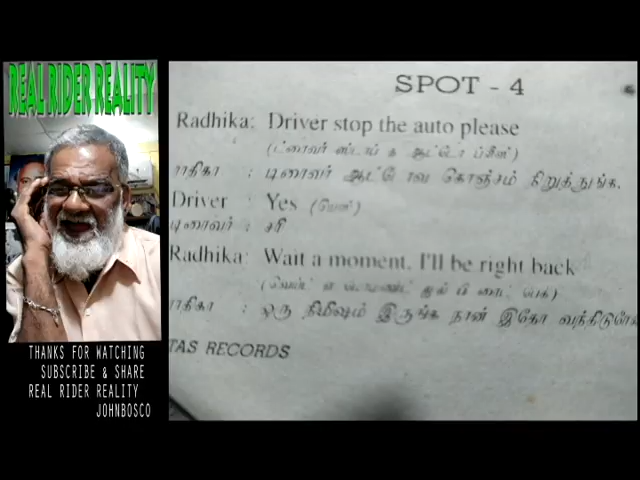 REAL RIDER REALITY
SPOT - 4
Radhika: Driver stop the auto please
(டிரைவர் ஸ்டாப் த ஆட்டோ ப்ளீஸ்)
ராதிகா : டிரைவர் ஆட்டோவ கொஞ்சம் நிறுத்துங்க.
Driver : Yes (யெஸ்)
டிரைவர் : சரி
Radhika: Wait a moment. I'll be right back
ராதிகா : ஒரு நிமிஷம் இருங்க நான் இதோ
TAS RECORDS
THANKS FOR WATCHING
SUBSCRIBE & SHARE
REAL RIDER REALITY
JOHNBOSCO